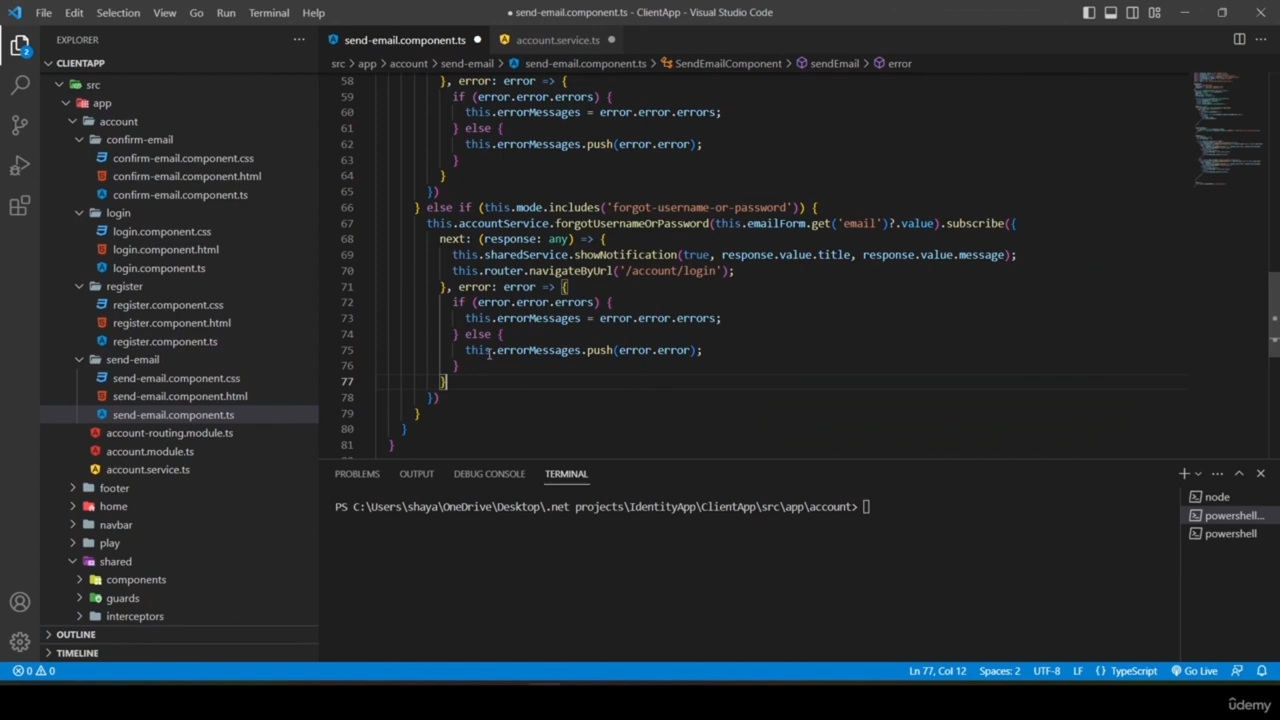 File Edit Selection View Go Run Terminal Help
● send-email.component.ts - ClientApp - Visual Studio Code
EXPLORER
send-email.component.ts
account.service.ts
CLIENTAPP
src > app > account > send-email > send-email.component.ts > SendEmailComponent > sendEmail > error
src
app
account
confirm-email
confirm-email.component.css
confirm-email.component.html
confirm-email.component.ts
login
login.component.css
login.component.html
login.component.ts
register
register.component.css
register.component.html
register.component.ts
send-email
send-email.component.css
send-email.component.html
send-email.component.ts
account-routing.module.ts
account.module.ts
account.service.ts
footer
home
navbar
play
shared
components
guards
interceptors
OUTLINE
TIMELINE
58 }, error: error => {
59 if (error.error.errors) {
60 this.errorMessages = error.error.errors;
61 } else {
62 this.errorMessages.push(error.error);
63 }
64 }
65 })
66 } else if (this.mode.includes('forgot-username-or-password')) {
67 this.accountService.forgotUsernameOrPassword(this.emailForm.get('email')?.value).subscribe({
68 next: (response: any) => {
69 this.sharedService.showNotification(true, response.value.title, response.value.message);
70 this.router.navigateByUrl('/account/login');
71 }, error: error => {
72 if (error.error.errors) {
73 this.errorMessages = error.error.errors;
74 } else {
75 this.errorMessages.push(error.error);
76 }
77 }
78 })
79 }
80 }
81 }
PROBLEMS OUTPUT DEBUG CONSOLE TERMINAL
PS C:\Users\shaya\OneDrive\Desktop\.net projects\IdentityApp\ClientApp\src\app\account>
node
powershell...
powershell
2
0 0
Ln 77, Col 12 Spaces: 2 UTF-8 LF {} TypeScript Go Live
ûdemy